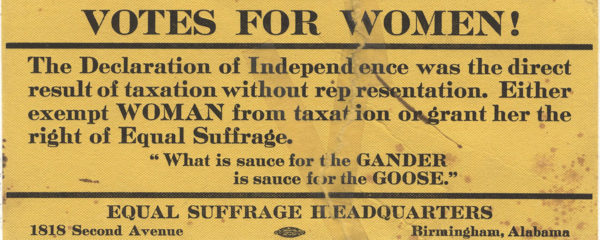 VOTES FOR WOMEN!
The Declaration of Independence was the direct
result of taxation without representation. Either
exempt WOMAN from taxation or grant her the
right of Equal Suffrage.
“What is sauce for the GANDER
is sauce for the GOOSE.”
EQUAL SUFFRAGE HEADQUARTERS
1818 Second Avenue Birmingham, Alabama